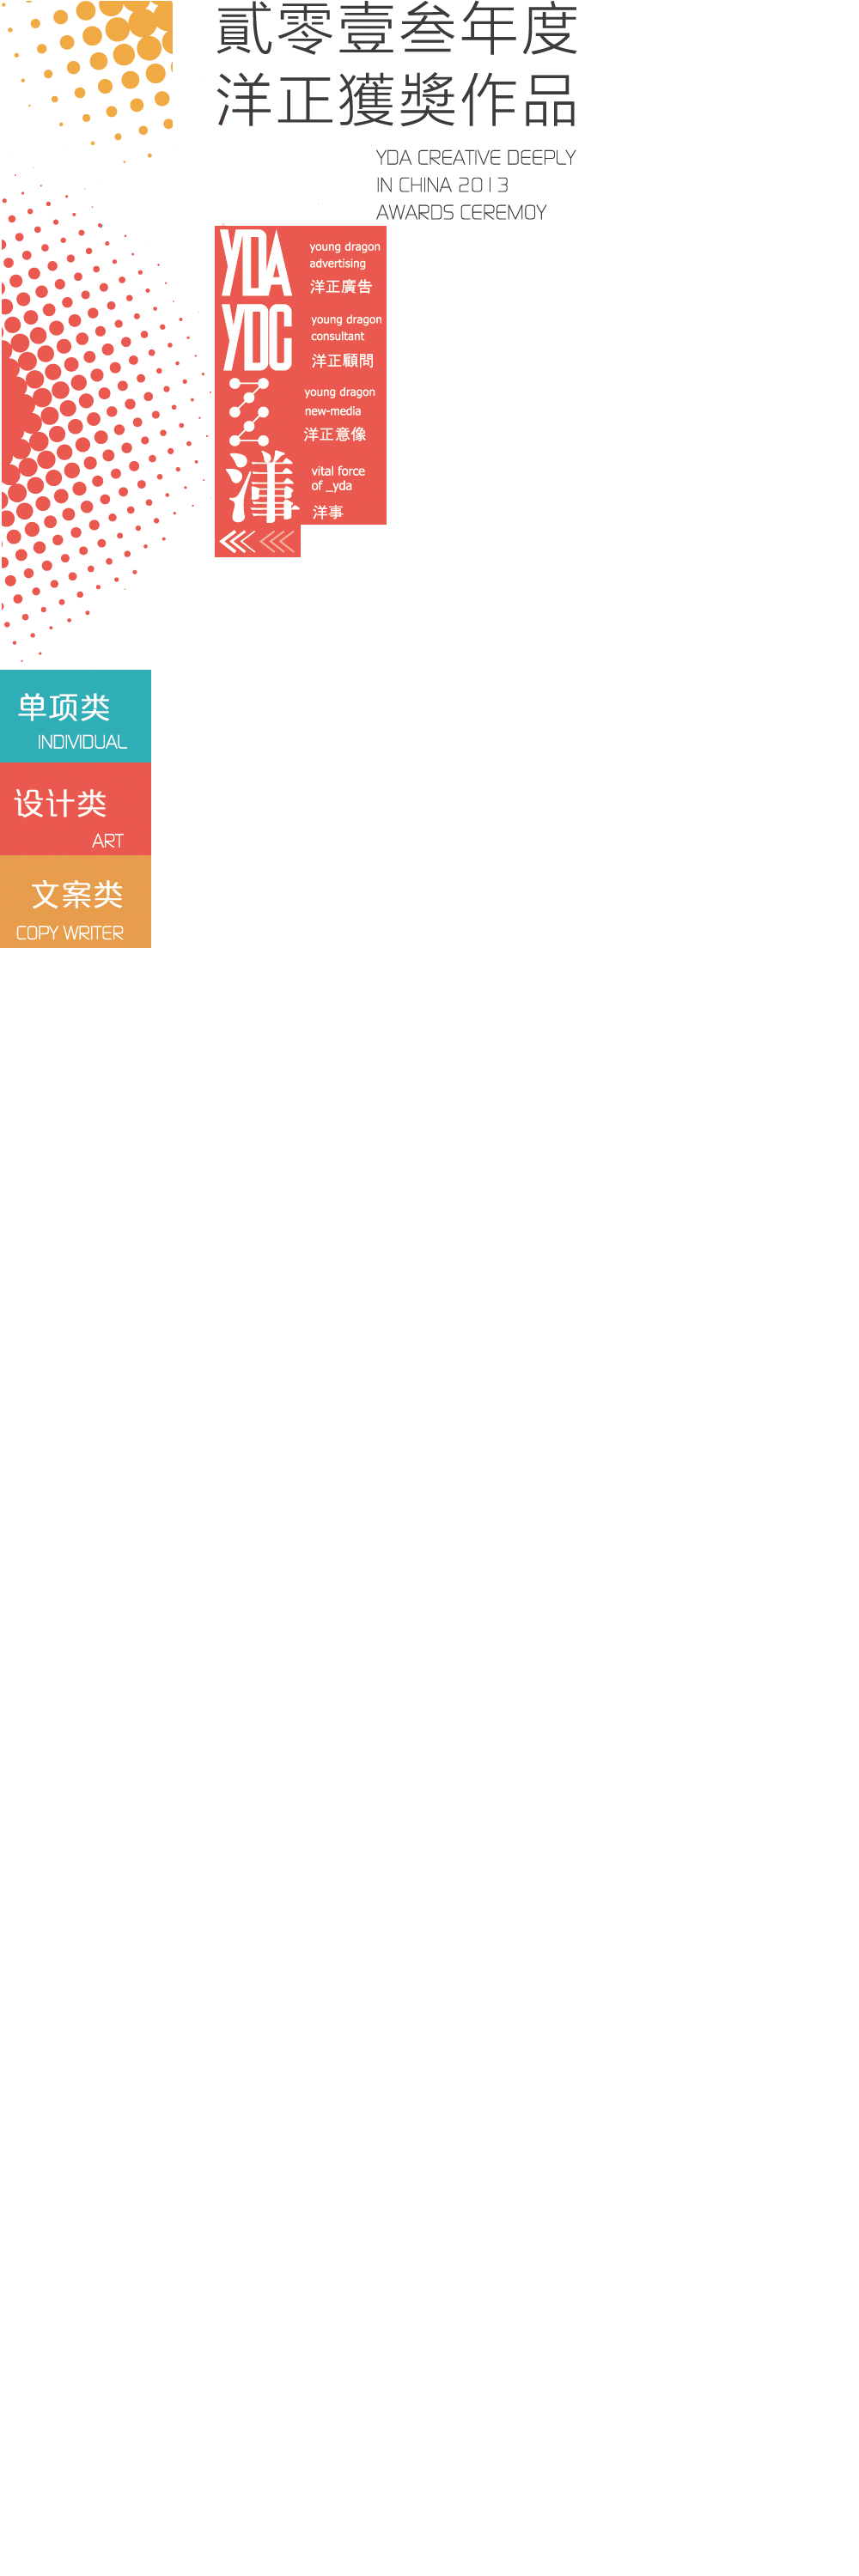 貳零壹叁年度
洋正獲獎作品
YDA CREATIVE DEEPLY
IN CHINA 2013
AWARDS CEREMOY
YDA
young dragon
advertising
洋正廣告
YDC
young dragon
consultant
洋正顧問
young dragon
new-media
洋正意像
vital force
of _yda
洋事
单项类
INDIVIDUAL
设计类
ART
文案类
COPY WRITER